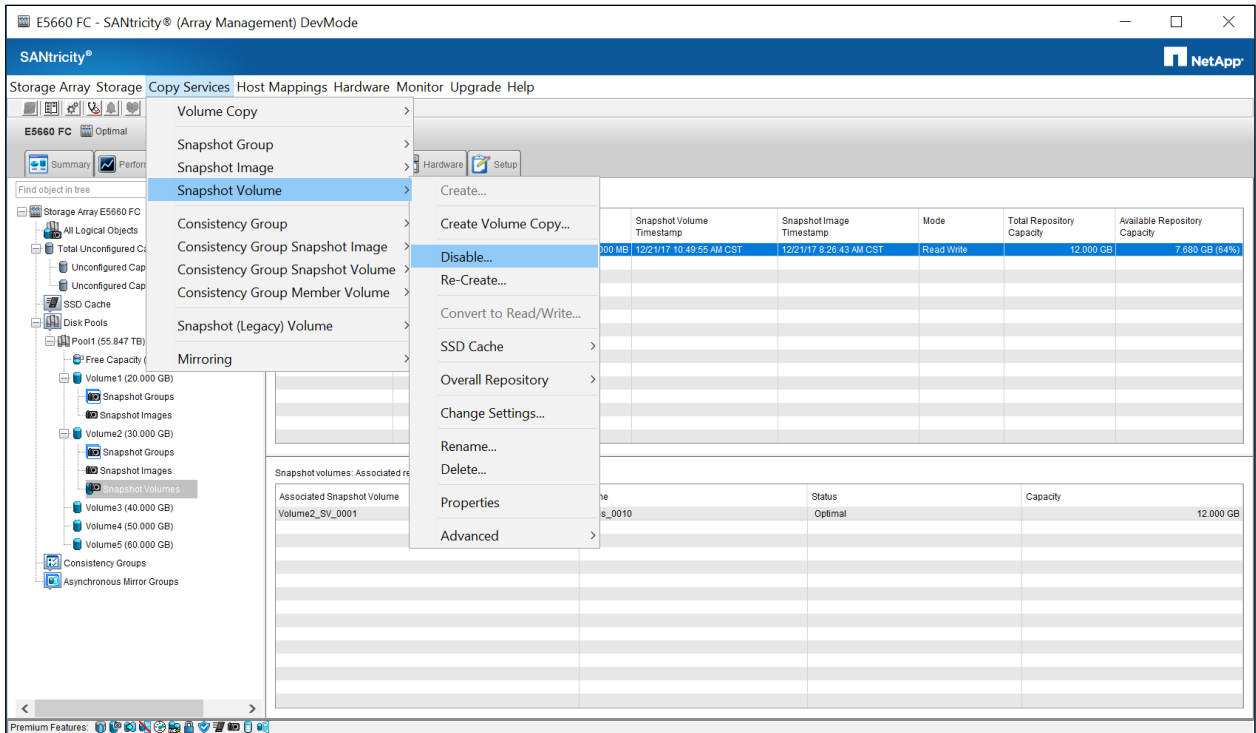 E5660 FC - SANtricity® (Array Management) DevMode
SANtricity®
NetApp
Storage Array Storage Copy Services Host Mappings Hardware Monitor Upgrade Help
E5660 FC Optimal
Summary Perfor Hardware Setup
Find object in tree
Storage Array E5660 FC
All Logical Objects
Total Unconfigured Ca
Unconfigured Cap
Unconfigured Cap
SSD Cache
Disk Pools
Pool1 (55.847 TB)
Free Capacity (
Volume1 (20.000 GB)
Snapshot Groups
Snapshot Images
Volume2 (30.000 GB)
Snapshot Groups
Snapshot Images
Snapshot Volumes
Volume3 (40.000 GB)
Volume4 (50.000 GB)
Volume5 (60.000 GB)
Consistency Groups
Asynchronous Mirror Groups
Volume Copy
Snapshot Group
Snapshot Image
Snapshot Volume
Consistency Group
Consistency Group Snapshot Image
Consistency Group Snapshot Volume
Consistency Group Member Volume
Snapshot (Legacy) Volume
Mirroring
Create...
Create Volume Copy...
Disable...
Re-Create...
Convert to Read/Write...
SSD Cache
Overall Repository
Change Settings...
Rename...
Delete...
Properties
Advanced
Snapshot Volume Timestamp
Snapshot Image Timestamp
Mode
Total Repository Capacity
Available Repository Capacity
000 MB 12/21/17 10:49:55 AM CST 12/21/17 8:26:43 AM CST Read Write 12.000 GB 7.680 GB (64%)
Snapshot volumes: Associated re
Associated Snapshot Volume me Status Capacity
Volume2_SV_0001 s_0010 Optimal 12.000 GB
Premium Features: